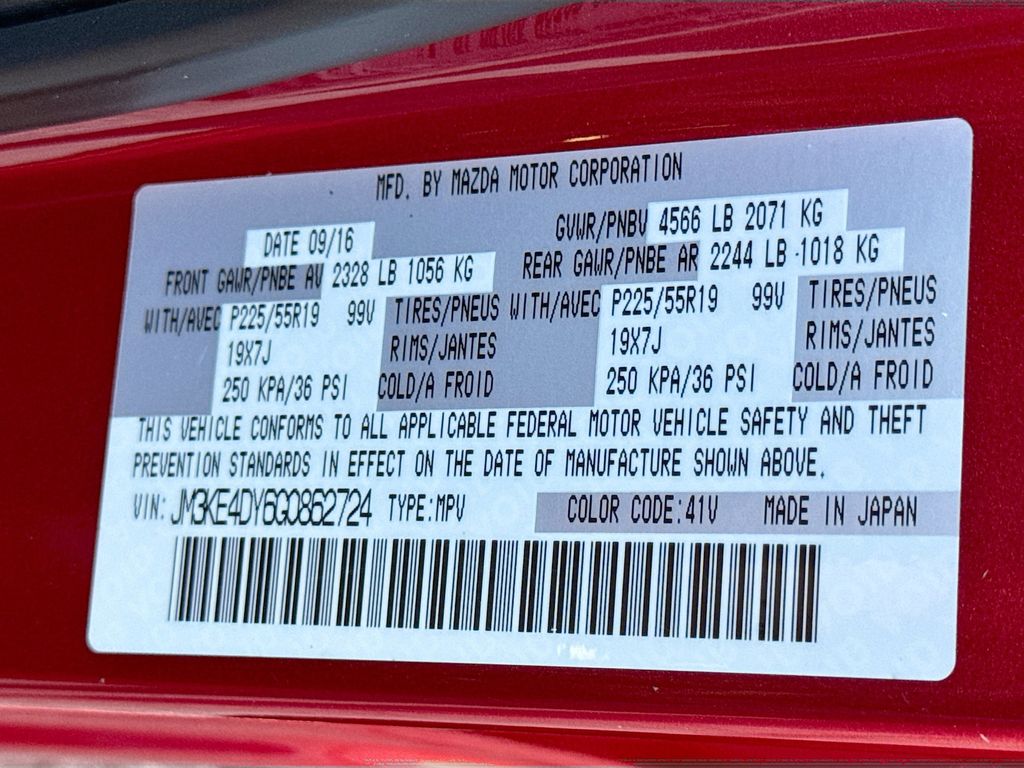 MFD. BY MAZDA MOTOR CORPORATION
DATE 09/16 GVWR/PNBV 4566 LB 2071 KG
FRONT GAWR/PNBE AV 2328 LB 1056 KG REAR GAWR/PNBE AR 2244 LB 1018 KG
WITH/AVEC P225/55R19 99V TIRES/PNEUS WITH/AVEC P225/55R19 99V TIRES/PNEUS
19X7J RIMS/JANTES 19X7J RIMS/JANTES
250 KPA/36 PSI COLD/A FROID 250 KPA/36 PSI COLD/A FROID
THIS VEHICLE CONFORMS TO ALL APPLICABLE FEDERAL MOTOR VEHICLE SAFETY AND THEFT
PREVENTION STANDARDS IN EFFECT ON THE DATE OF MANUFACTURE SHOWN ABOVE.
VIN: JM3KE4DY6G0862724 TYPE:MPV COLOR CODE:41V MADE IN JAPAN